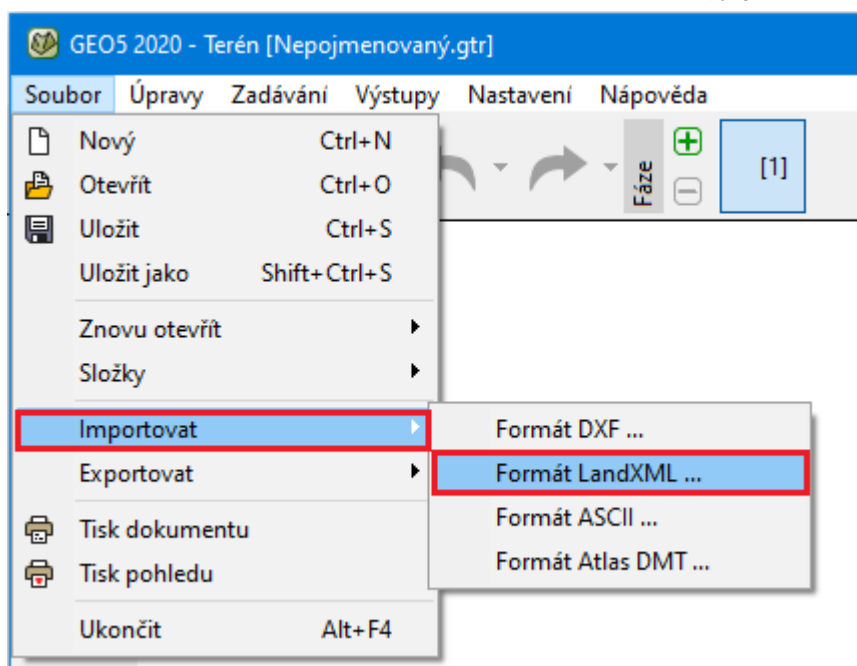 GEO5 2020 - Terén [Nepojmenovaný.gtr]
Soubor Úpravy Zadávání Výstupy Nastavení Nápověda
Nový Ctrl+N
Otevřít Ctrl+O
Uložit Ctrl+S
Uložit jako Shift+Ctrl+S
Znovu otevřít
Složky
Importovat
Exportovat
Tisk dokumentu
Tisk pohledu
Ukončit Alt+F4
Fáze
[1]
Formát DXF ...
Formát LandXML ...
Formát ASCII ...
Formát Atlas DMT ...